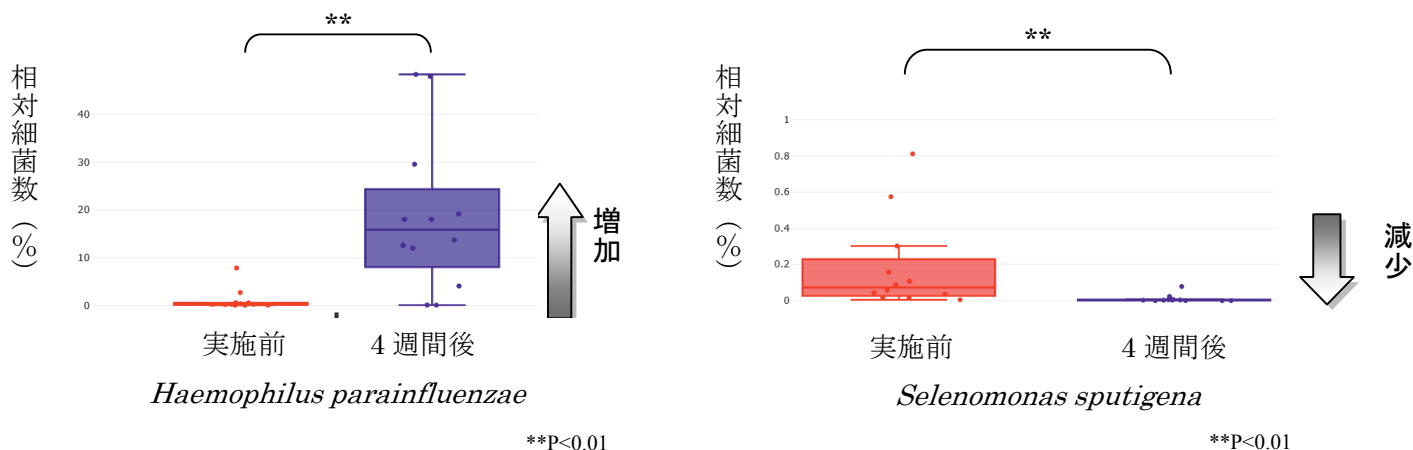 **
相対細菌数(%)
40
30
20
10
0
増加
実施前
4 週間後
Haemophilus parainfluenzae
**P<0.01
**
相対細菌数(%)
1
0.8
0.6
0.4
0.2
0
減少
実施前
4 週間後
Selenomonas sputigena
**P<0.01